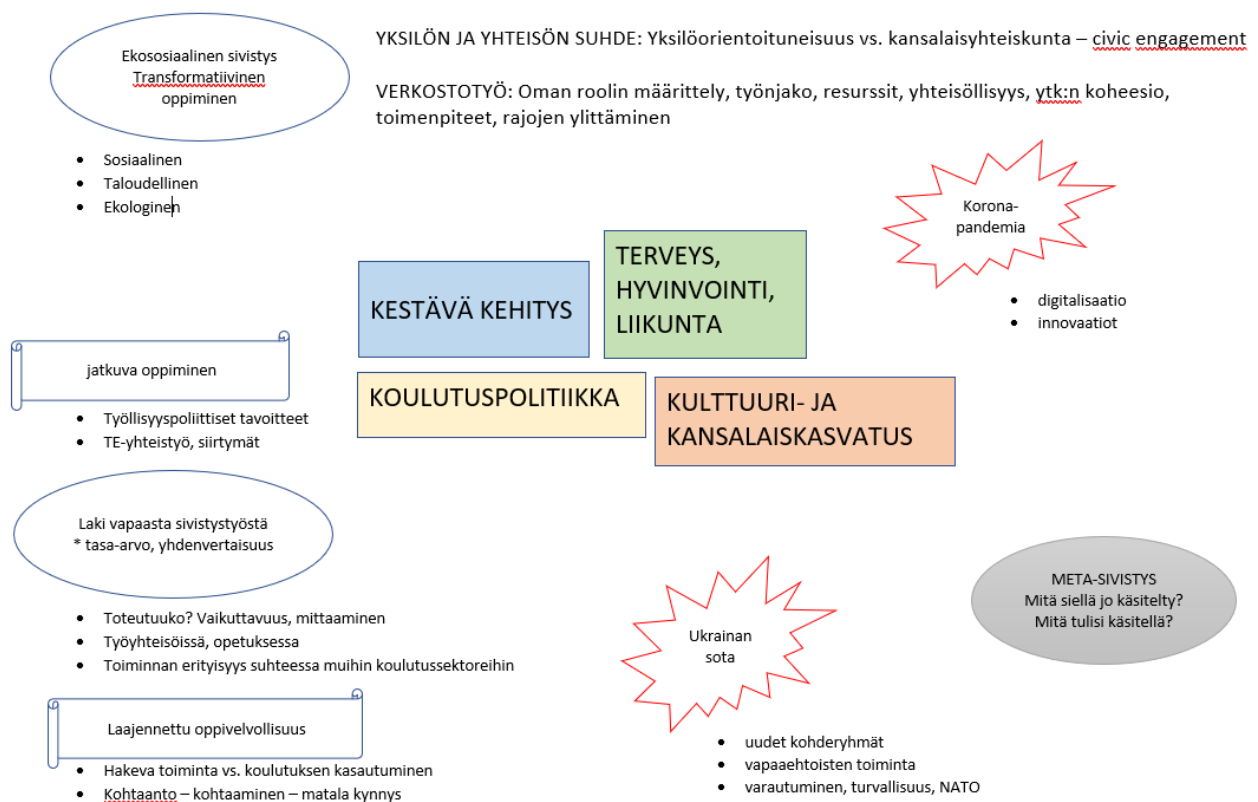 Ekososiaalinen sivistys
Transformatiivinen
oppiminen
• Sosiaalinen
• Taloudellinen
• Ekologinen
YKSILÖN JA YHTEISÖN SUHDE: Yksilöorientoituneisuus vs. kansalaisyhteiskunta – civic engagement
VERKOSTOTYÖ: Oman roolin määrittely, työnjako, resurssit, yhteisöllisyys, ytk:n koheesio,
toimenpiteet, rajojen ylittäminen
Korona-
pandemia
• digitalisaatio
• innovaatiot
KESTÄVÄ KEHITYS
TERVEYS,
HYVINVOINTI,
LIIKUNTA
KOULUTUSPOLITIIKKA
KULTTUURI- JA
KANSALAISKASVATUS
jatkuva oppiminen
• Työllisyyspoliittiset tavoitteet
• TE-yhteistyö, siirtymät
Laki vapaasta sivistystyöstä
* tasa-arvo, yhdenvertaisuus
• Toteutuuko? Vaikuttavuus, mittaaminen
• Työyhteisöissä, opetuksessa
• Toiminnan erityisyys suhteessa muihin koulutussektoreihin
Laajennettu oppivelvollisuus
• Hakeva toiminta vs. koulutuksen kasautuminen
• Kohtaanto – kohtaaminen – matala kynnys
Ukrainan
sota
• uudet kohderyhmät
• vapaaehtoisten toiminta
• varautuminen, turvallisuus, NATO
META-SIVISTYS
Mitä siellä jo käsitelty?
Mitä tulisi käsitellä?